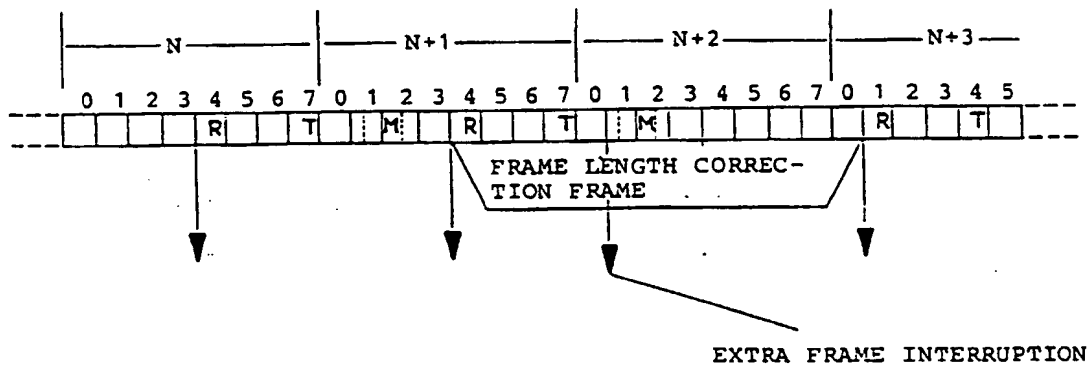 N N+1 N+2 N+3
0 1 2 3 4 5 6 7 0 1 2 3 4 5 6 7 0 1 2 3 4 5 6 7 0 1 2 3 4 5
R T M R T M R T
FRAME LENGTH CORREC-
TION FRAME
EXTRA FRAME INTERRUPTION